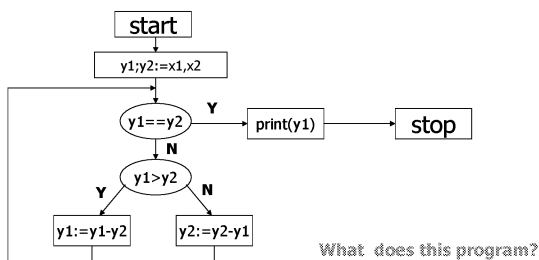 start
y1;y2:=x1,x2
y1==y2
Y
print(y1)
stop
N
y1>y2
Y
N
y1:=y1-y2
y2:=y2-y1
What does this program?